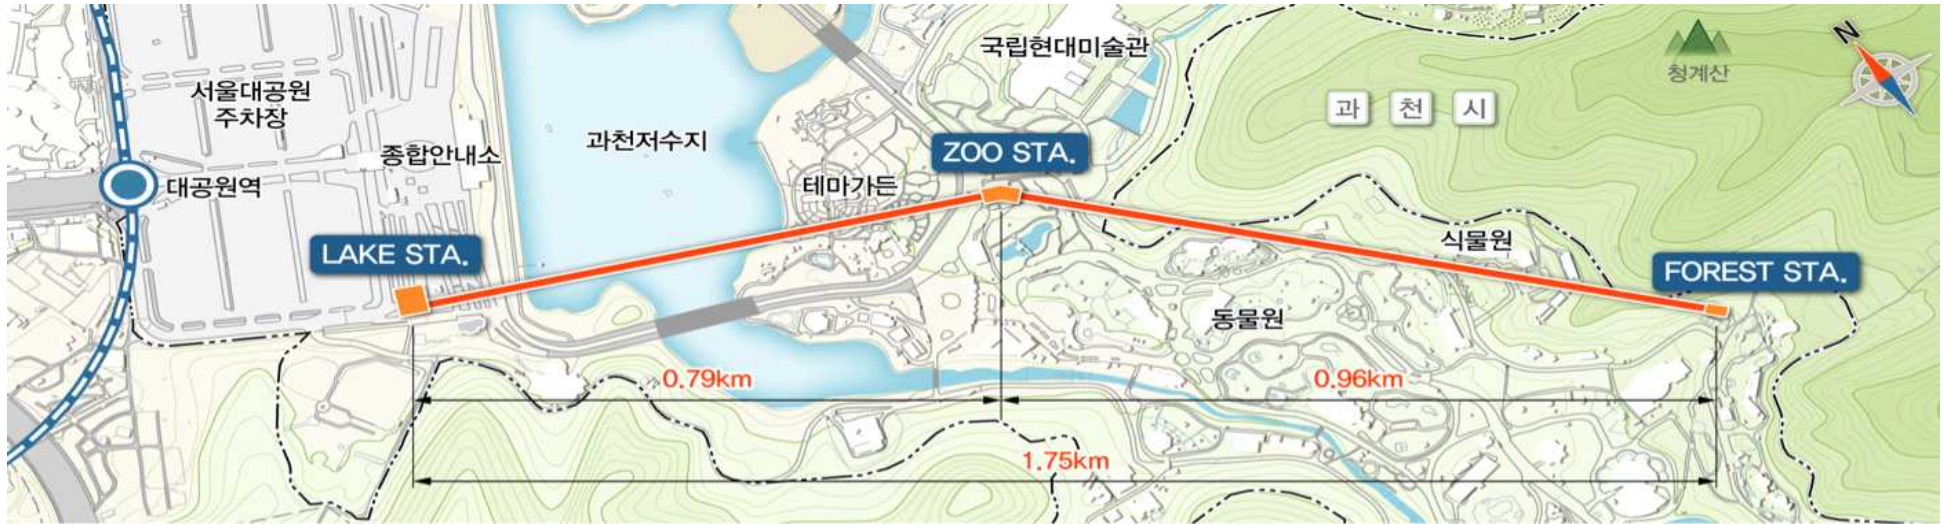 서울대공원
주차장
종합안내소
대공원역
LAKE STA.
과천저수지
테마가든
국립현대미술관
ZOO STA.
과 천 시
청계산
N
식물원
FOREST STA.
동물원
0.79km
0.96km
1.75km